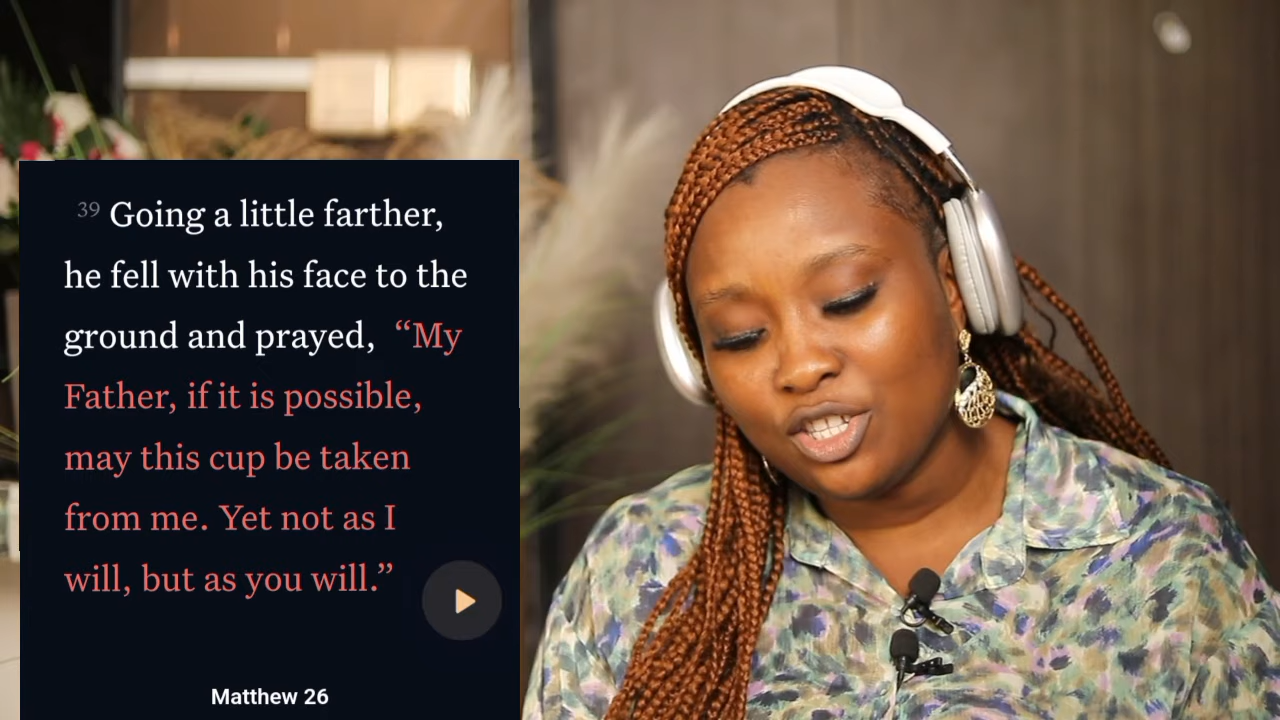 39 Going a little farther,
he fell with his face to the
ground and prayed, “My
Father, if it is possible,
may this cup be taken
from me. Yet not as I
will, but as you will.”
Matthew 26